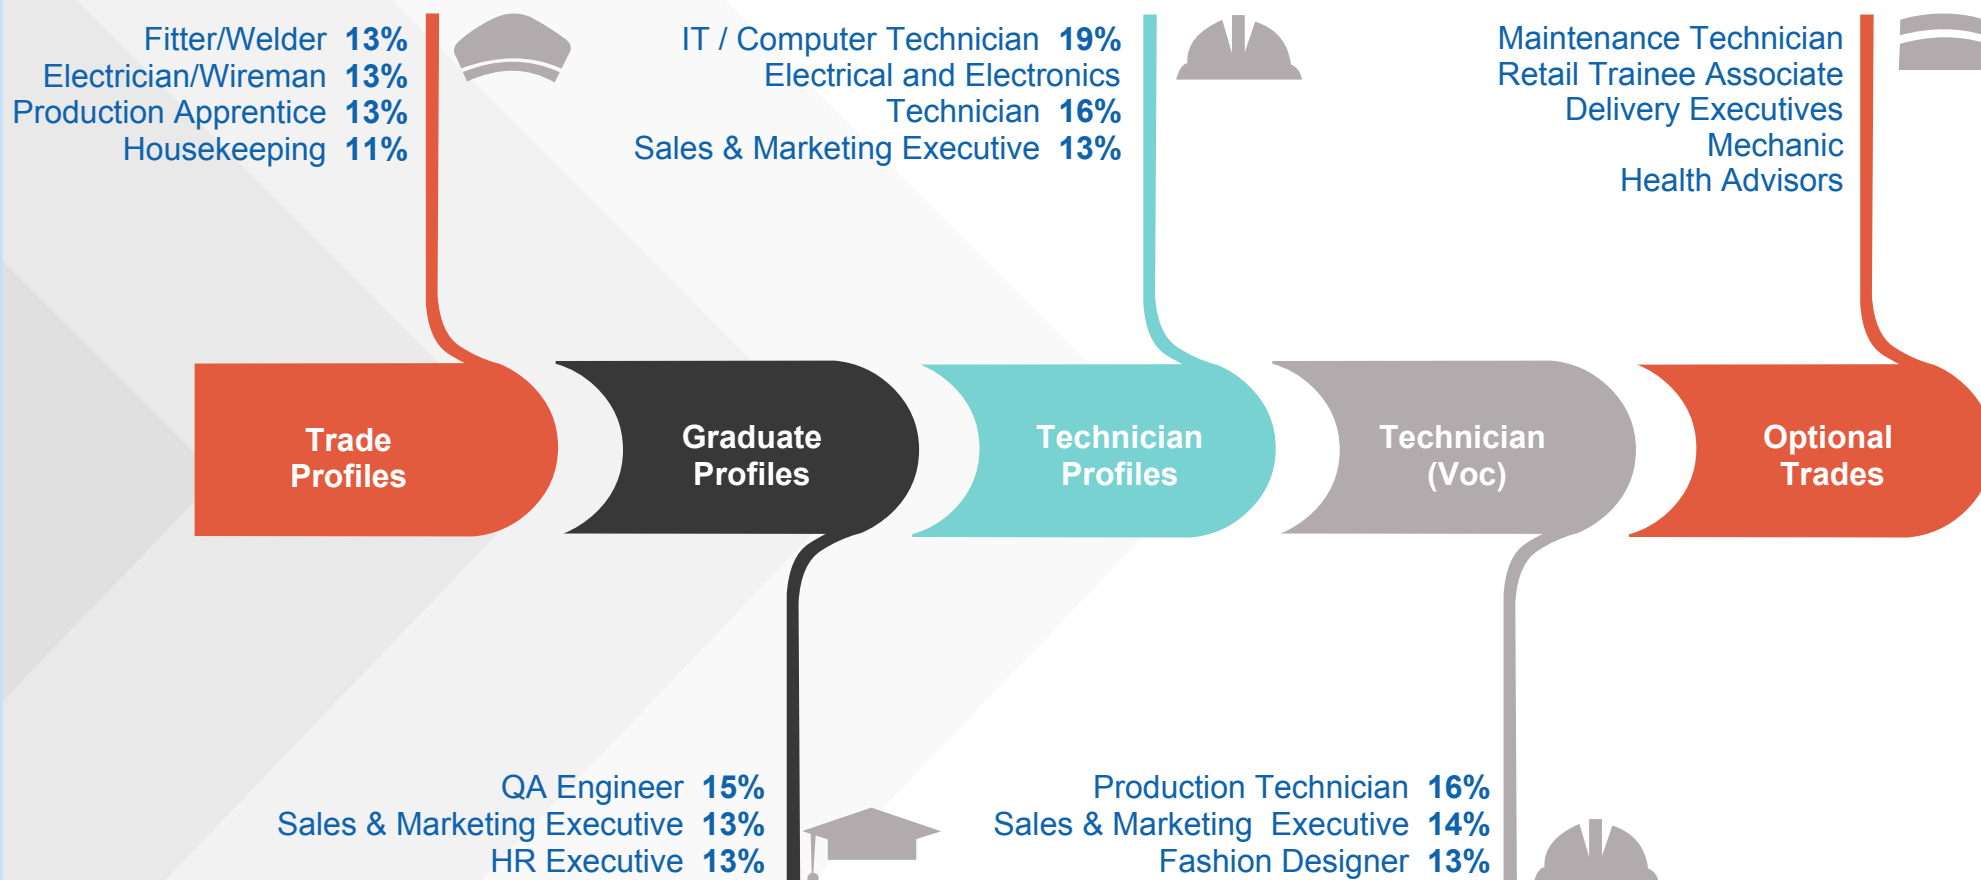 Fitter/Welder 13%
Electrician/Wireman 13%
Production Apprentice 13%
Housekeeping 11%
IT / Computer Technician 19%
Electrical and Electronics
Technician 16%
Sales & Marketing Executive 13%
Maintenance Technician
Retail Trainee Associate
Delivery Executives
Mechanic
Health Advisors
Trade
Profiles
Graduate
Profiles
Technician
Profiles
Technician
(Voc)
Optional
Trades
QA Engineer 15%
Sales & Marketing Executive 13%
HR Executive 13%
Production Technician 16%
Sales & Marketing Executive 14%
Fashion Designer 13%